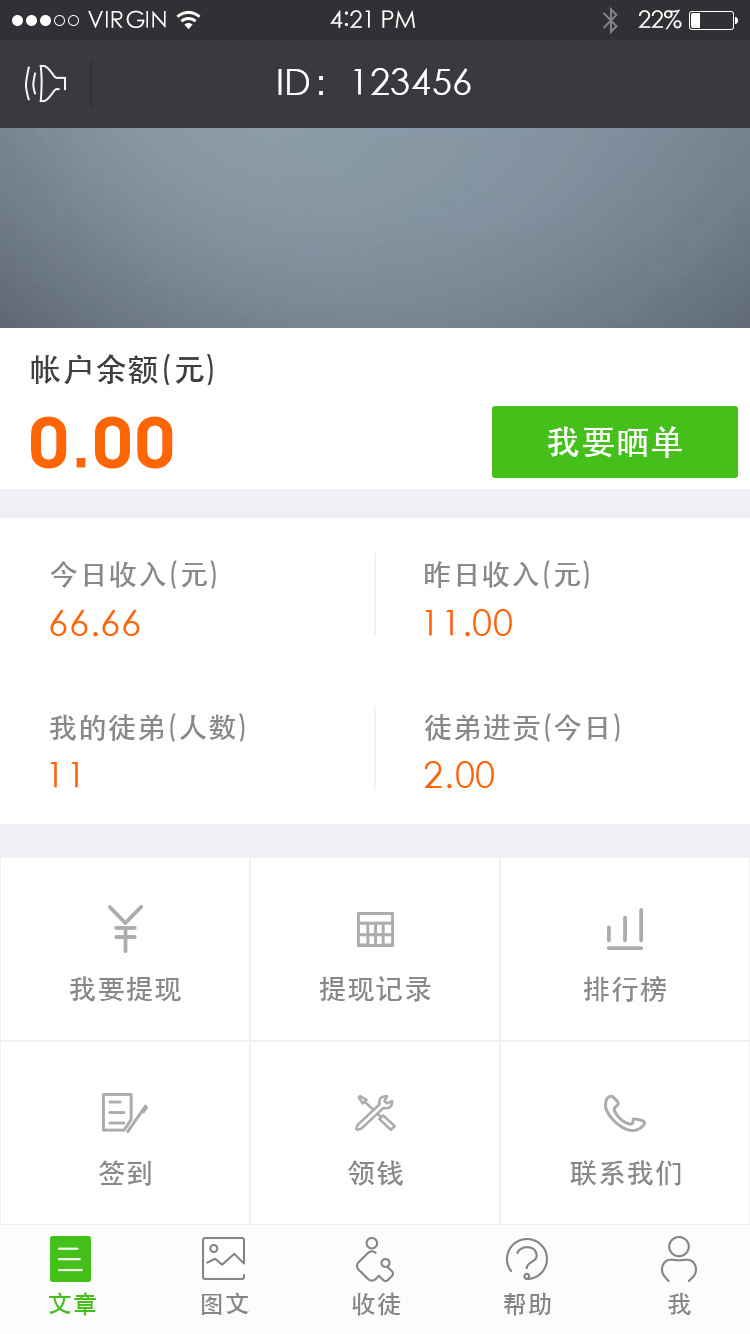 VIRGIN 4:21 PM 22%
ID: 123456
帐户余额(元)
0.00
我要晒单
今日收入(元) 昨日收入(元)
66.66 11.00
我的徒弟(人数) 徒弟进贡(今日)
11 2.00
我要提现 提现记录 排行榜
签到 领钱 联系我们
文章 图文 收徒 帮助 我